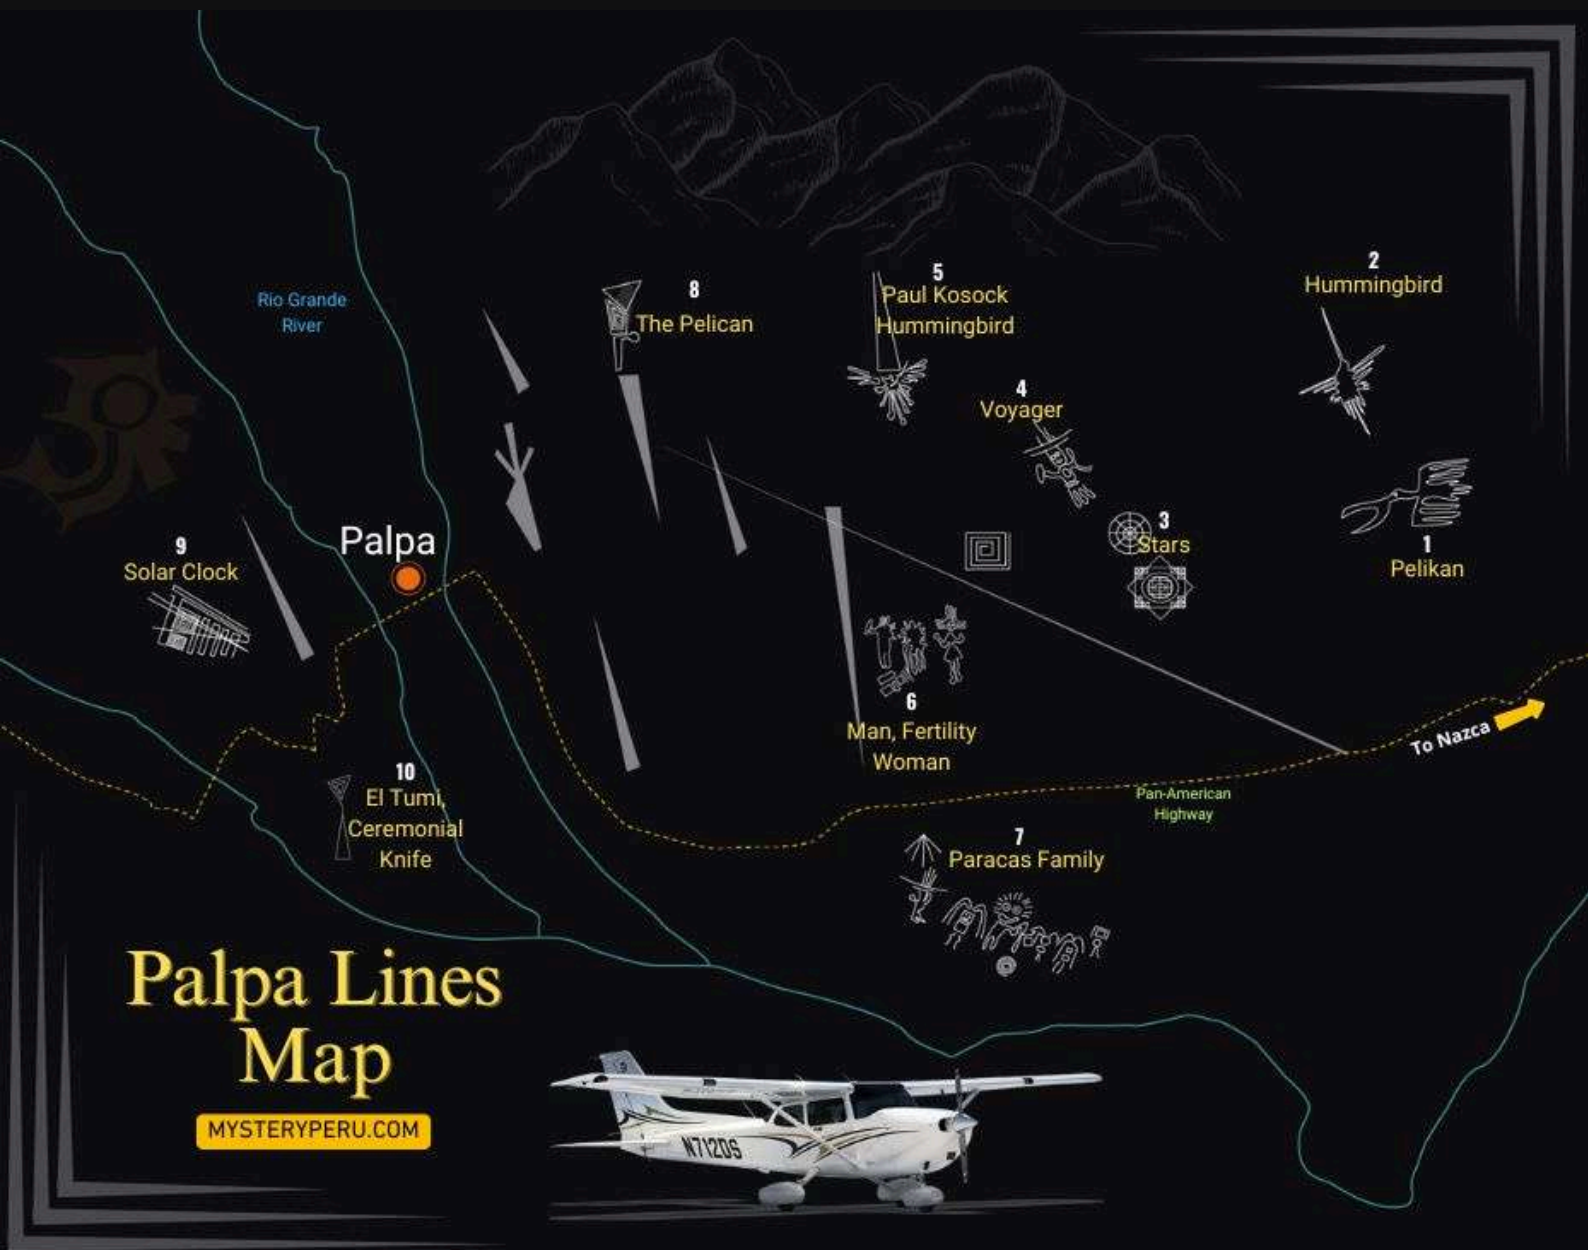 2
Hummingbird
5
Paul Kosock
Hummingbird
8
The Pelican
Rio Grande
River
4
Voyager
3
Stars
1
Pelikan
Palpa
9
Solar Clock
6
Man, Fertility
Woman
To Nazca
10
El Tumi,
Ceremonial
Knife
Pan-American
Highway
7
Paracas Family
Palpa Lines
Map
MYSTERYPERU.COM
N712DS